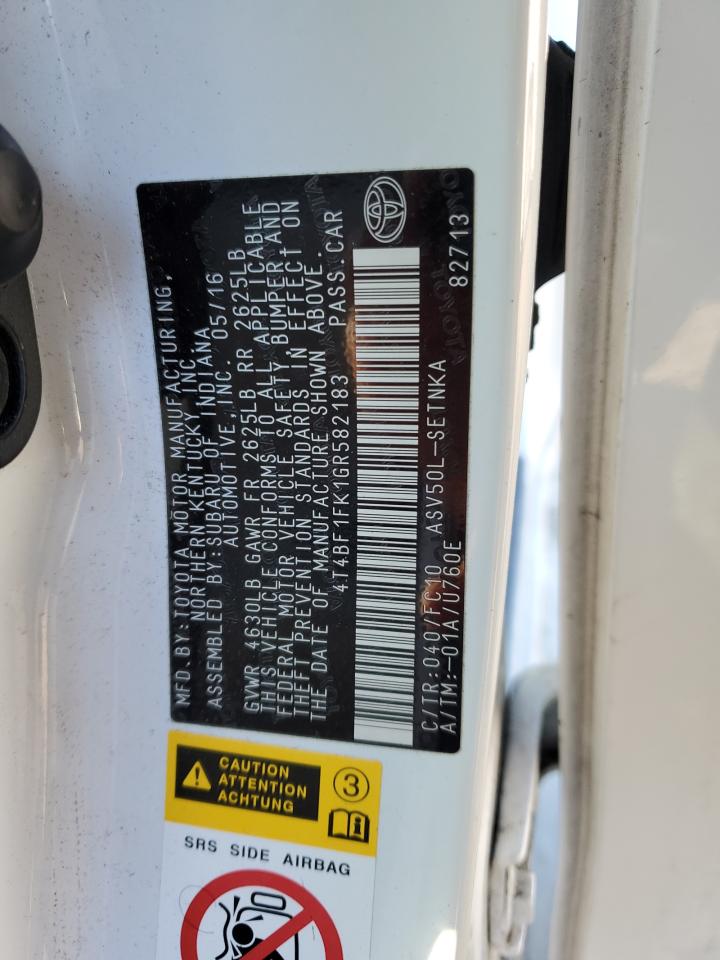 MFD.BY:TOYOTA MOTOR MANUFACTURING,
NORTHERN KENTUCKY INC.
ASSEMBLED BY:SUBARU OF INDIANA
AUTOMOTIVE,INC. 05/16
GVWR 4630LB GAWR FR 2625LB RR 2625LB
THIS VEHICLE CONFORMS TO ALL APPLICABLE
FEDERAL MOTOR VEHICLE SAFETY, BUMPER AND
THEFT PREVENTION STANDARDS IN EFFECT ON
THE DATE OF MANUFACTURE SHOWN ABOVE.
4T4BF1FK1GR582183 PASS.CAR
C/TR:040/FC10 ASV50L-SETNKA
A/TM:-01A/U760E 82713
TOYOTA
CAUTION
ATTENTION
ACHTUNG
3
SRS SIDE AIRBAG